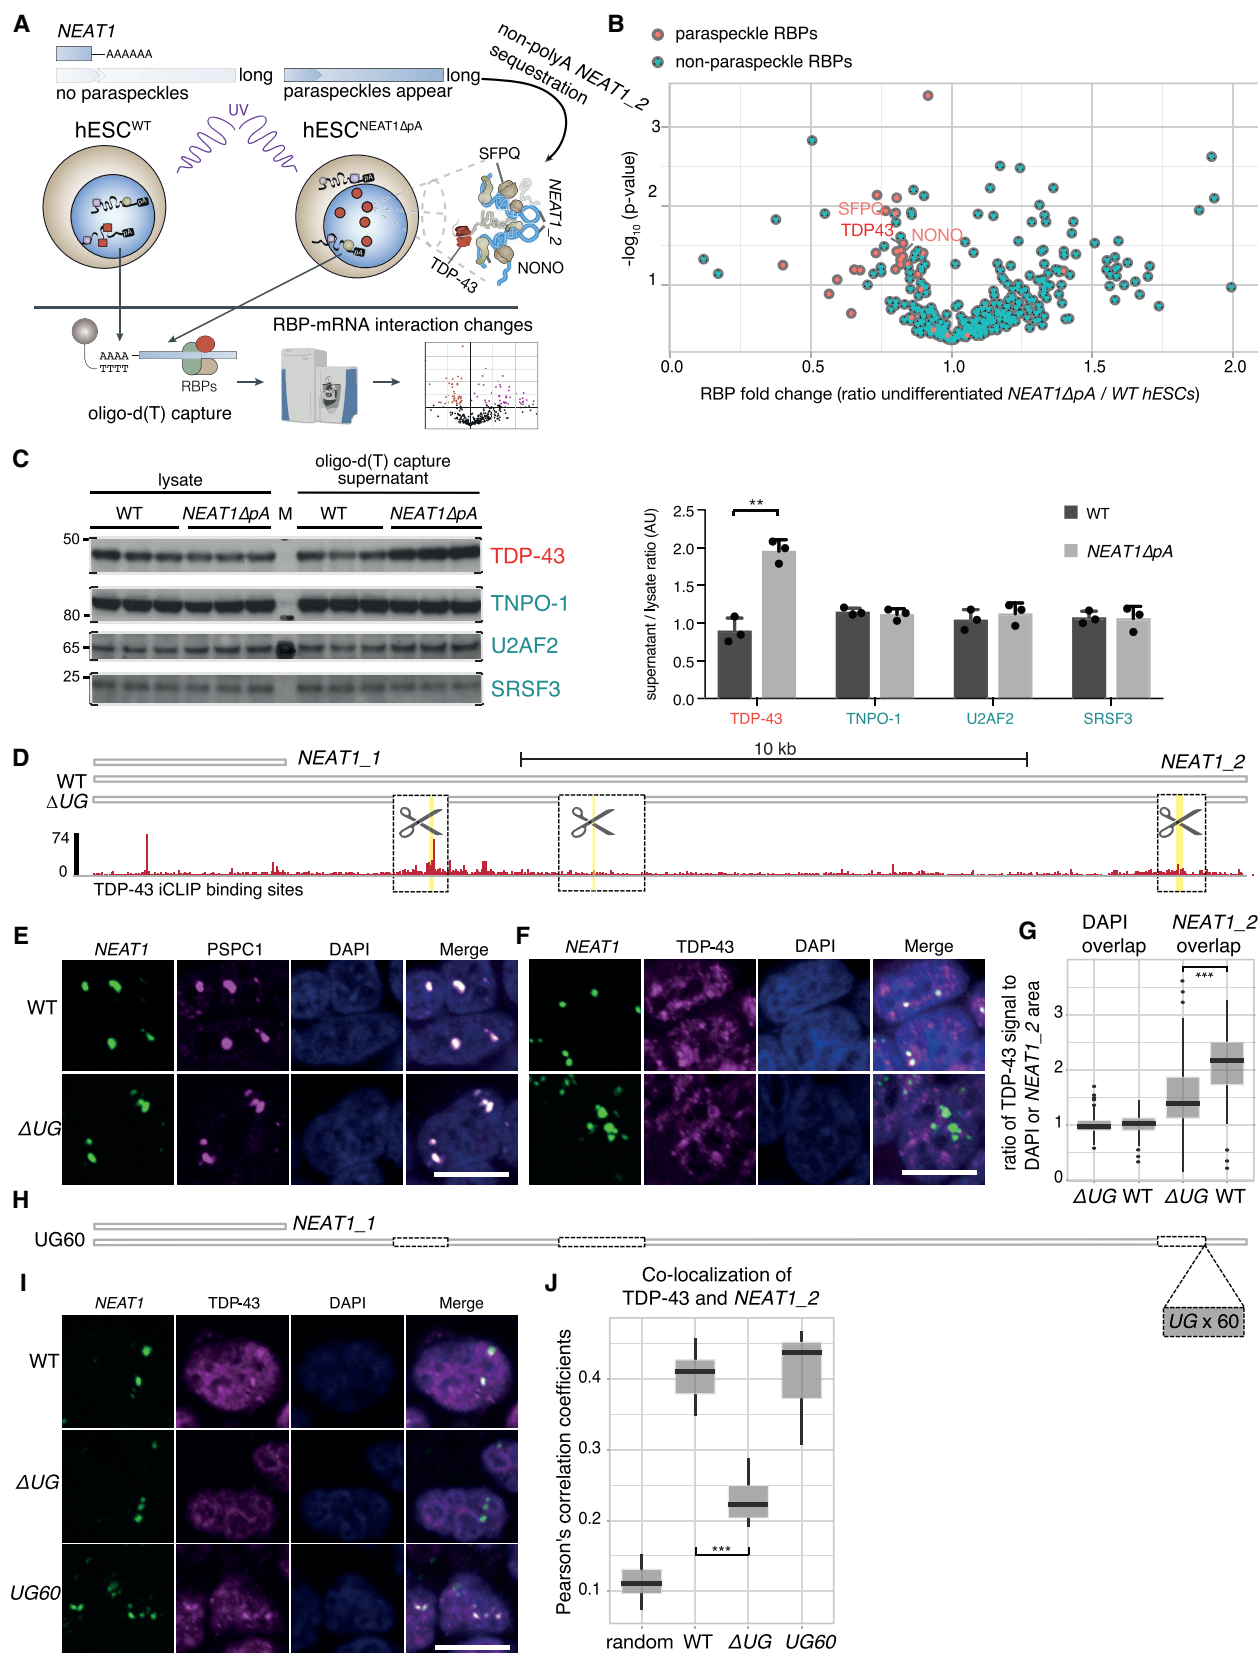 A
NEAT1
AAAAAA
long
no paraspeckles
long
paraspeckles appear
non-polyA NEAT1_2
sequestration
UV
hESCWT
hESCNEAT1ΔpA
pA
pA
pA
pA
SFPQ
NEAT1_2
TDP-43
NONO
RBP-mRNA interaction changes
AAAA
TTTT
RBPs
oligo-d(T) capture
B
paraspeckle RBPs
non-paraspeckle RBPs
-log10 (p-value)
3
2
1
SFPQ
TDP43
NONO
0.0
0.5
1.0
1.5
2.0
RBP fold change (ratio undifferentiated NEAT1ΔpA / WT hESCs)
C
lysate
oligo-d(T) capture
supernatant
WT
NEAT1ΔpA
M
WT
NEAT1ΔpA
50
TDP-43
80
TNPO-1
65
U2AF2
25
SRSF3
supernatant / lysate ratio (AU)
2.5
2.0
1.5
1.0
0.5
0.0
**
WT
NEAT1ΔpA
TDP-43
TNPO-1
U2AF2
SRSF3
D
NEAT1_1
10 kb
NEAT1_2
WT
ΔUG
74
0
TDP-43 iCLIP binding sites
E
NEAT1
PSPC1
DAPI
Merge
WT
ΔUG
F
NEAT1
TDP-43
DAPI
Merge
G
DAPI
overlap
NEAT1_2
overlap
***
ratio of TDP-43 signal to
DAPI or NEAT1_2 area
3
2
1
0
ΔUG
WT
ΔUG
WT
H
NEAT1_1
UG60
UG x 60
I
NEAT1
TDP-43
DAPI
Merge
WT
ΔUG
UG60
J
Co-localization of
TDP-43 and NEAT1_2
Pearson's correlation coefficients
0.4
0.3
0.2
0.1
***
random
WT
ΔUG
UG60